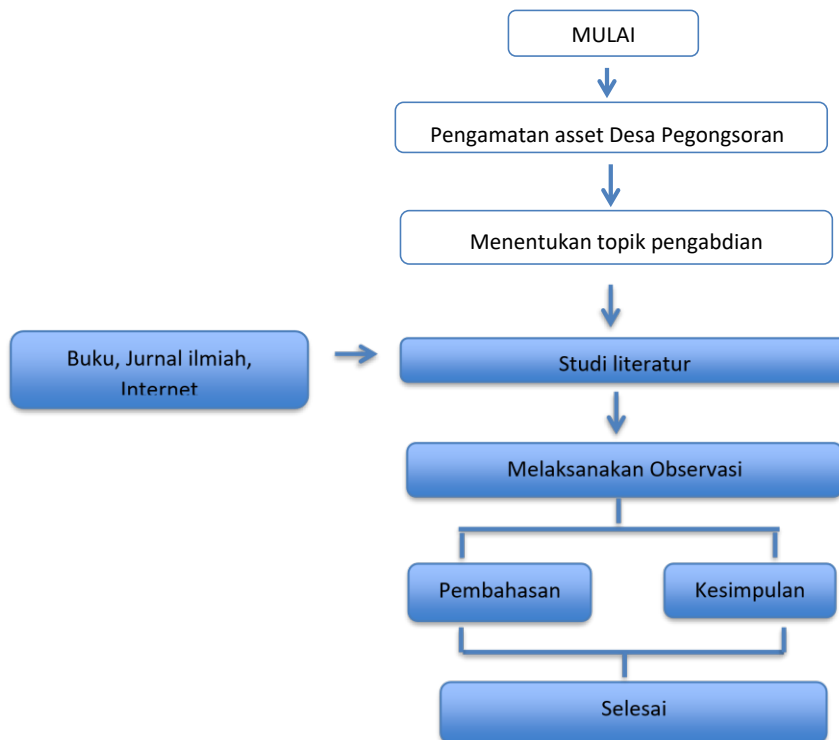 MULAI
Pengamatan asset Desa Pegongsoran
Menentukan topik pengabdian
Buku, Jurnal ilmiah,
Internet
Studi literatur
Melaksanakan Observasi
Pembahasan
Kesimpulan
Selesai